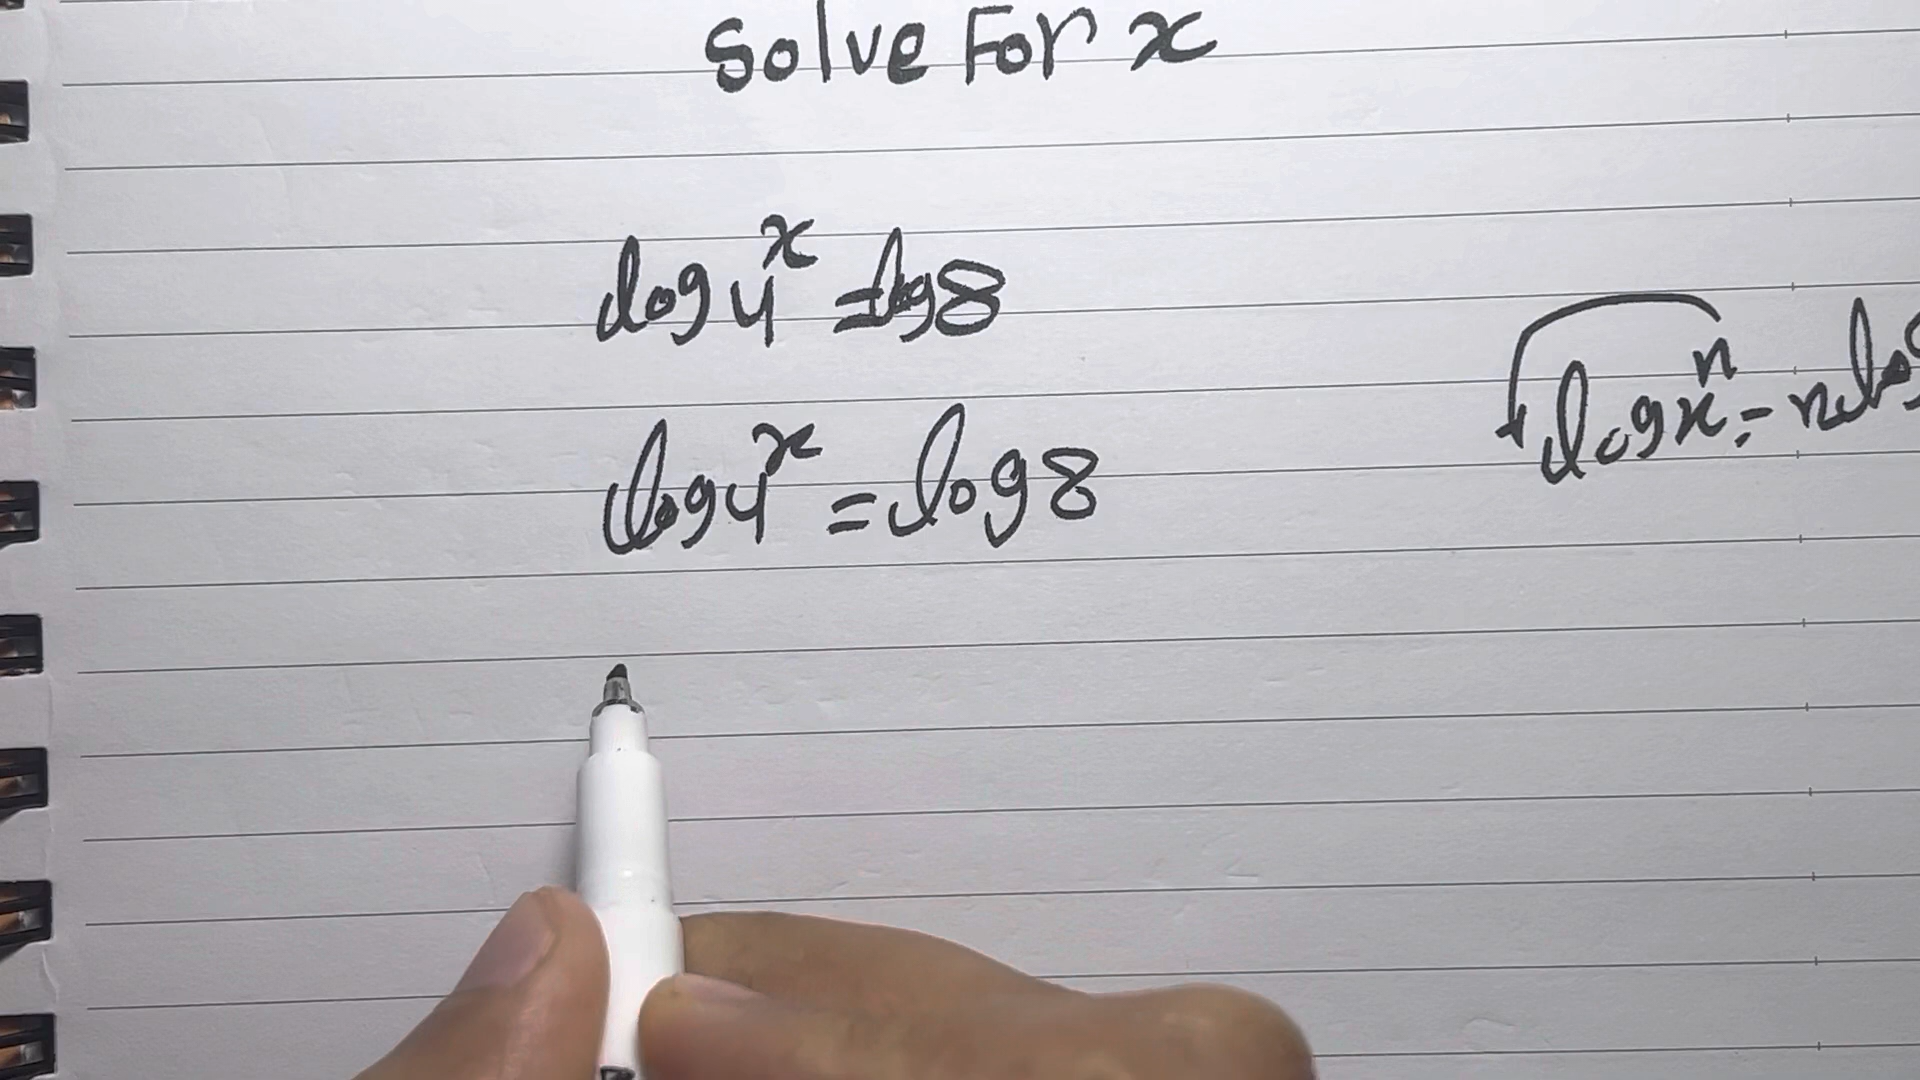 Solve For x
log 4^x = log 8
log 4^x = log 8
log x^n = n log